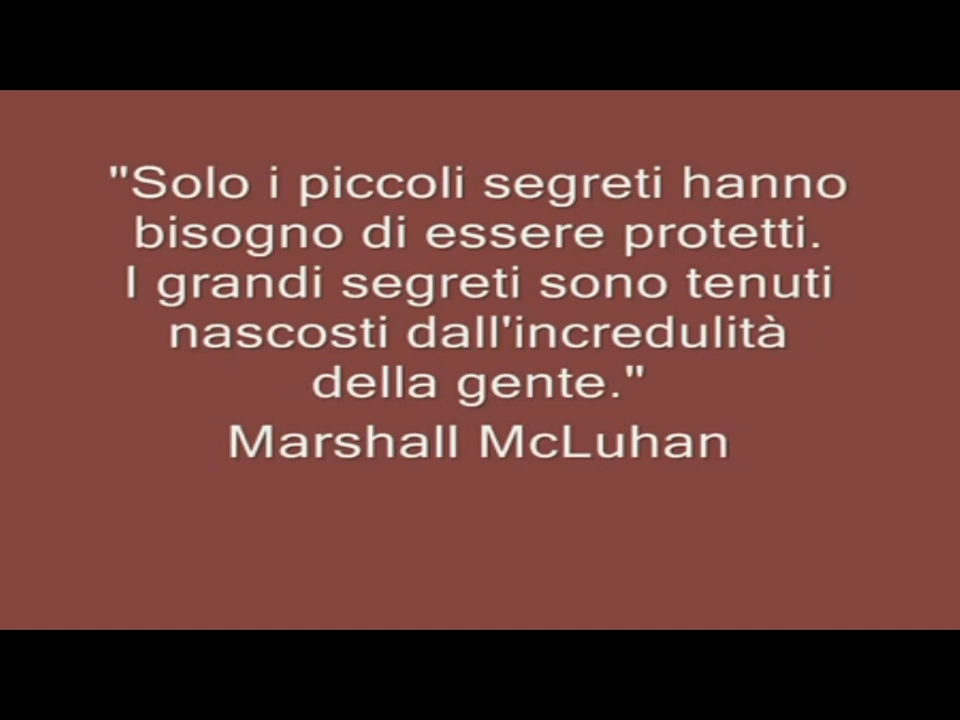 "Solo i piccoli segreti hanno
bisogno di essere protetti.
I grandi segreti sono tenuti
nascosti dall'incredulità
della gente."
Marshall McLuhan